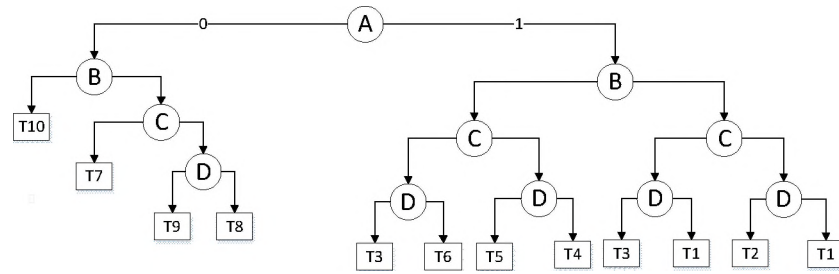 0 A 1
B B
T10 C C C
T7 D D D D D
T9 T8 T3 T6 T5 T4 T3 T1 T2 T1